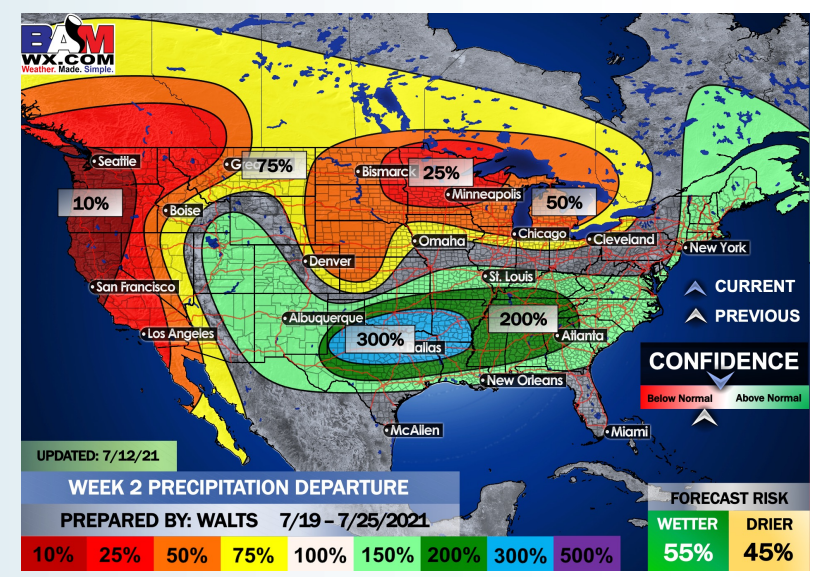 BAM
WX.COM
Weather. Made. Simple.
Seattle
75%
Bismarck
25%
Minneapolis
10%
Boise
50%
Chicago
Cleveland
Omaha
New York
Denver
San Francisco
St. Louis
CURRENT
Albuquerque
200%
PREVIOUS
Los Angeles
300%
Atlanta
CONFIDENCE
New Orleans
Below Normal
Above Normal
McAllen
Miami
UPDATED: 7/12/21
WEEK 2 PRECIPITATION DEPARTURE
PREPARED BY: WALTS 7/19 – 7/25/2021
FORECAST RISK
WETTER
DRIER
55%
45%
10% 25% 50% 75% 100% 150% 200% 300% 500%